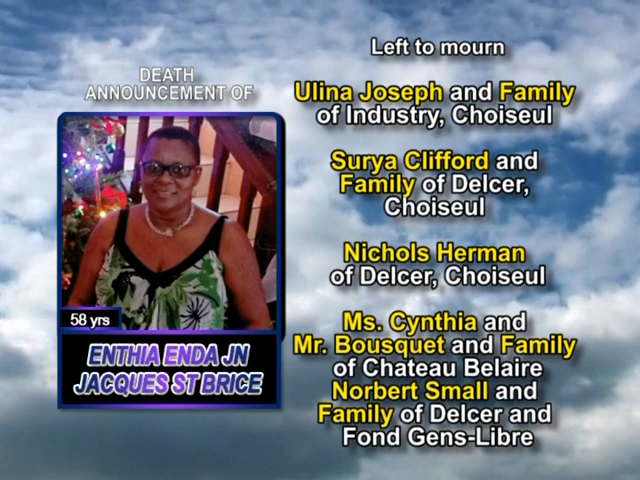 DEATH
ANNOUNCEMENT OF
58 yrs
ENTHIA ENDA JN
JACQUES ST BRICE
Left to mourn
Ulina Joseph and Family
of Industry, Choiseul
Surya Clifford and
Family of Delcer,
Choiseul
Nichols Herman
of Delcer, Choiseul
Ms. Cynthia and
Mr. Bousquet and Family
of Chateau Belaire
Norbert Small and
Family of Delcer and
Fond Gens-Libre